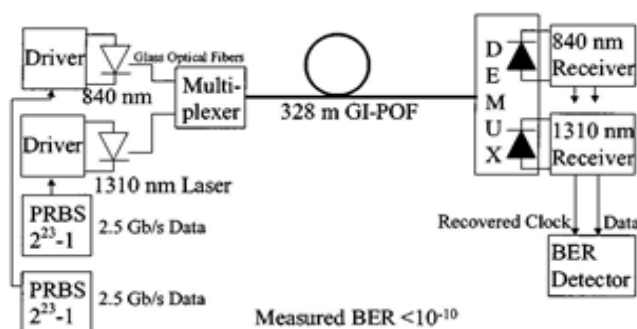 Driver
Glass Optical Fibers
840 nm
Multi-
plexer
328 m GI-POF
DEMUX
840 nm
Receiver
Driver
1310 nm Laser
1310 nm
Receiver
PRBS
2²³-1
2.5 Gb/s Data
Recovered Clock
Data
BER
Detector
PRBS
2²³-1
2.5 Gb/s Data
Measured BER <10⁻¹⁰